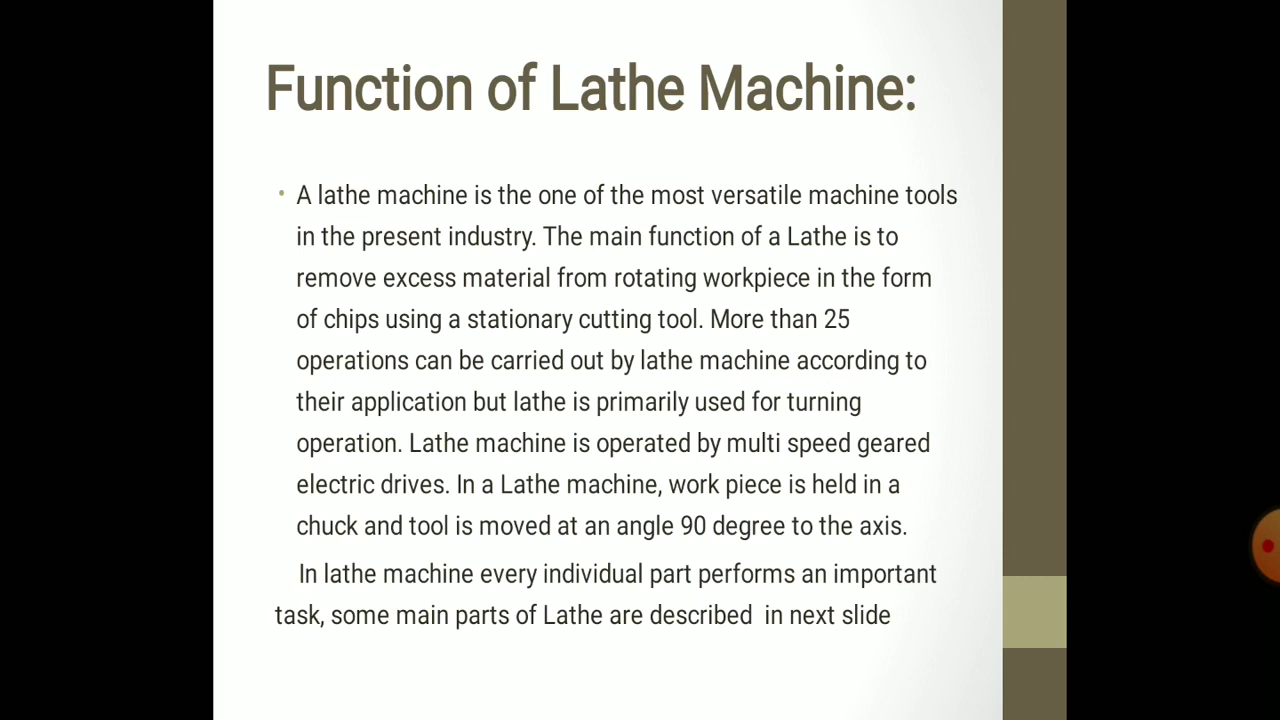 Function of Lathe Machine:
• A lathe machine is the one of the most versatile machine tools
in the present industry. The main function of a Lathe is to
remove excess material from rotating workpiece in the form
of chips using a stationary cutting tool. More than 25
operations can be carried out by lathe machine according to
their application but lathe is primarily used for turning
operation. Lathe machine is operated by multi speed geared
electric drives. In a Lathe machine, work piece is held in a
chuck and tool is moved at an angle 90 degree to the axis.
In lathe machine every individual part performs an important
task, some main parts of Lathe are described  in next slide